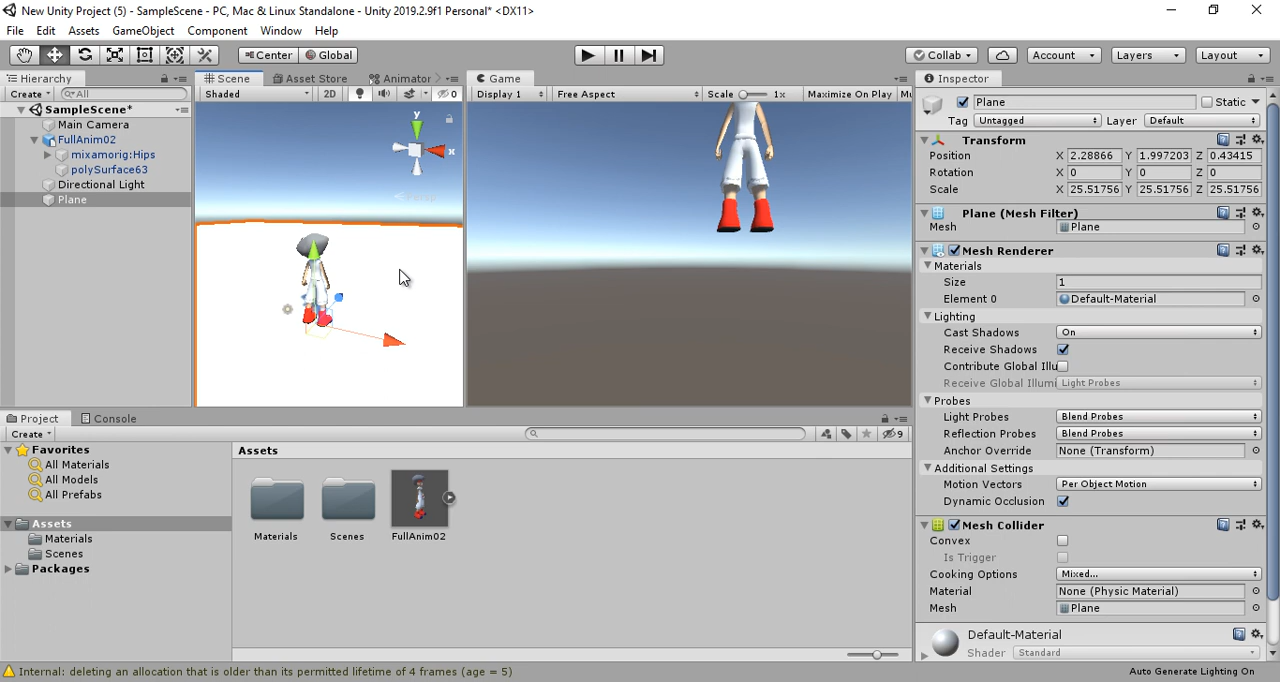 New Unity Project (5) - SampleScene - PC, Mac & Linux Standalone - Unity 2019.2.9f1 Personal* <DX11>
File Edit Assets GameObject Component Window Help
Center Global Collab Account Layers Layout
Hierarchy Scene Asset Store Animator Game Inspector
Create All Shaded 2D 0 Display 1 Free Aspect Scale 1x Maximize On Play Mu
SampleScene*
Main Camera
FullAnim02
mixamorig:Hips
polySurface63
Directional Light
Plane
y
x
Persp
Plane Static
Tag Untagged Layer Default
Transform
Position X 2.28866 Y 1.997203 Z 0.43415
Rotation X 0 Y 0 Z 0
Scale X 25.51756 Y 25.51756 Z 25.51756
Plane (Mesh Filter)
Mesh Plane
Mesh Renderer
Materials
Size 1
Element 0 Default-Material
Lighting
Cast Shadows On
Receive Shadows
Contribute Global Illu
Receive Global Illumi Light Probes
Probes
Light Probes Blend Probes
Reflection Probes Blend Probes
Anchor Override None (Transform)
Additional Settings
Motion Vectors Per Object Motion
Dynamic Occlusion
Mesh Collider
Convex
Is Trigger
Cooking Options Mixed...
Material None (Physic Material)
Mesh Plane
Default-Material
Shader Standard
Project Console
Create 9
Favorites
All Materials
All Models
All Prefabs
Assets
Materials
Scenes
Packages
Assets
Materials Scenes FullAnim02
Internal: deleting an allocation that is older than its permitted lifetime of 4 frames (age = 5)
Auto Generate Lighting On